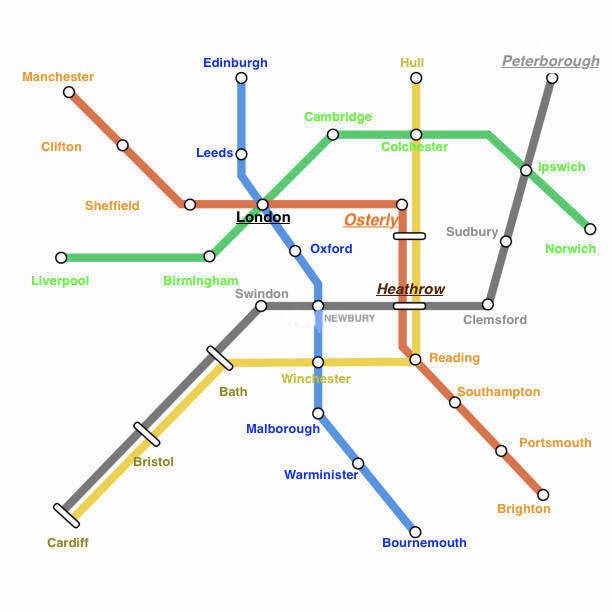 Edinburgh
Hull
Peterborough
Manchester
Cambridge
Clifton
Leeds
Colchester
Ipswich
Sheffield
London
Osterly
Sudbury
Oxford
Norwich
Liverpool
Birmingham
Swindon
Heathrow
NEWBURY
Clemsford
Reading
Winchester
Bath
Southampton
Malborough
Portsmouth
Bristol
Warminister
Brighton
Cardiff
Bournemouth